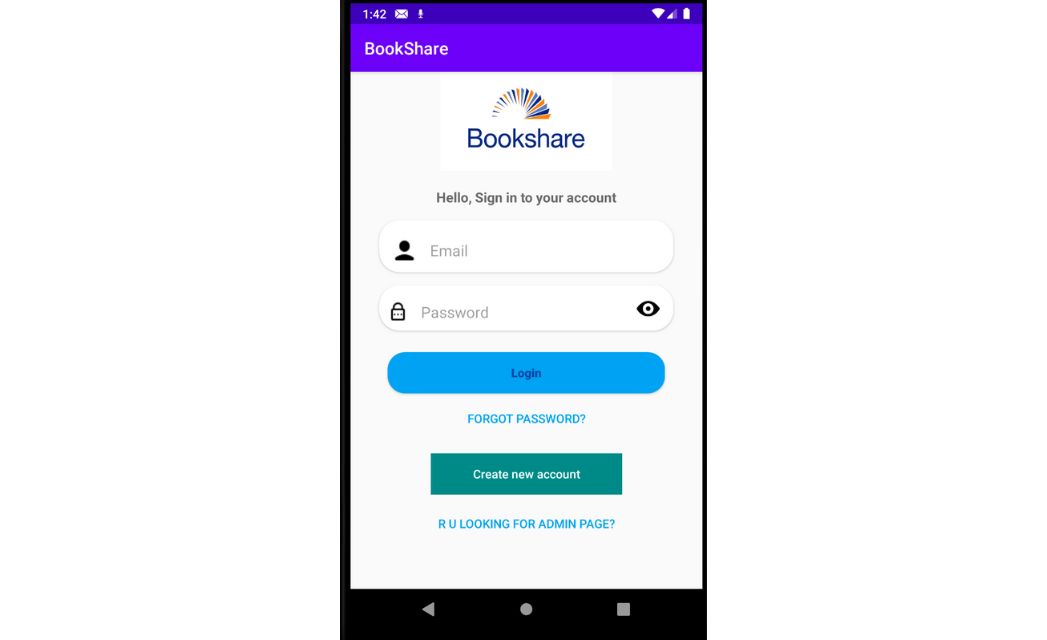 1:42
BookShare
Bookshare
Hello, Sign in to your account
Email
Password
Login
FORGOT PASSWORD?
Create new account
R U LOOKING FOR ADMIN PAGE?